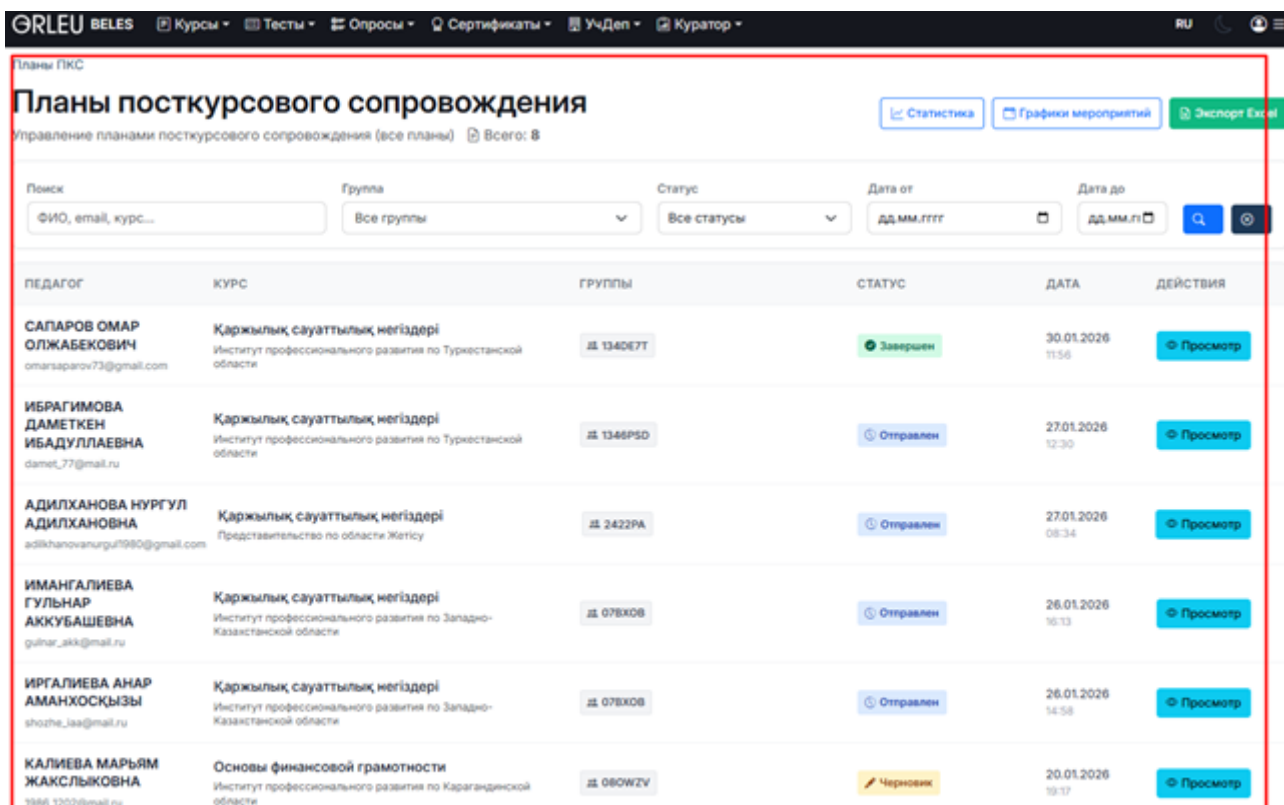 ORLEU BELES Курсы Тесты Опросы Сертификаты УчДеп Куратор RU
Планы ПКС
Планы посткурсового сопровождения
Статистика Графики мероприятий Экспорт Excel
Управление планами посткурсового сопровождения (все планы) Всего: 8
Поиск Группа Статус Дата от Дата до
ФИО, email, курс... Все группы Все статусы дд.мм.гггг дд.мм.гг
ПЕДАГОГ КУРС ГРУППЫ СТАТУС ДАТА ДЕЙСТВИЯ
САПАРОВ ОМАР
ОЛЖАБЕКОВИЧ
omarsaparov73@gmail.com
Қаржылық сауаттылық негіздері
Институт профессионального развития по Туркестанской
области
134DE7T
Завершен
30.01.2026
11:56
Просмотр
ИБРАГИМОВА
ДАМЕТКЕН
ИБАДУЛЛАЕВНА
damet_77@mail.ru
Қаржылық сауаттылық негіздері
Институт профессионального развития по Туркестанской
области
1346PSD
Отправлен
27.01.2026
12:30
Просмотр
АДИЛХАНОВА НУРГУЛ
АДИЛХАНОВНА
adilkhanovanurgul1980@gmail.com
Қаржылық сауаттылық негіздері
Представительство по области Жетісу
2422PA
Отправлен
27.01.2026
08:34
Просмотр
ИМАНГАЛИЕВА
ГУЛЬНАР
АККУБАШЕВНА
gulnar_akk@mail.ru
Қаржылық сауаттылық негіздері
Институт профессионального развития по Западно-
Казахстанской области
07BXOB
Отправлен
26.01.2026
16:13
Просмотр
ИРГАЛИЕВА АНАР
АМАНХОСҚЫЗЫ
shozhe_iaa@mail.ru
Қаржылық сауаттылық негіздері
Институт профессионального развития по Западно-
Казахстанской области
07BXOB
Отправлен
26.01.2026
14:58
Просмотр
КАЛИЕВА МАРЬЯМ
ЖАКСЛЫКОВНА
1986.1202@mail.ru
Основы финансовой грамотности
Институт профессионального развития по Карагандинской
области
08OWZV
Черновик
20.01.2026
19:17
Просмотр